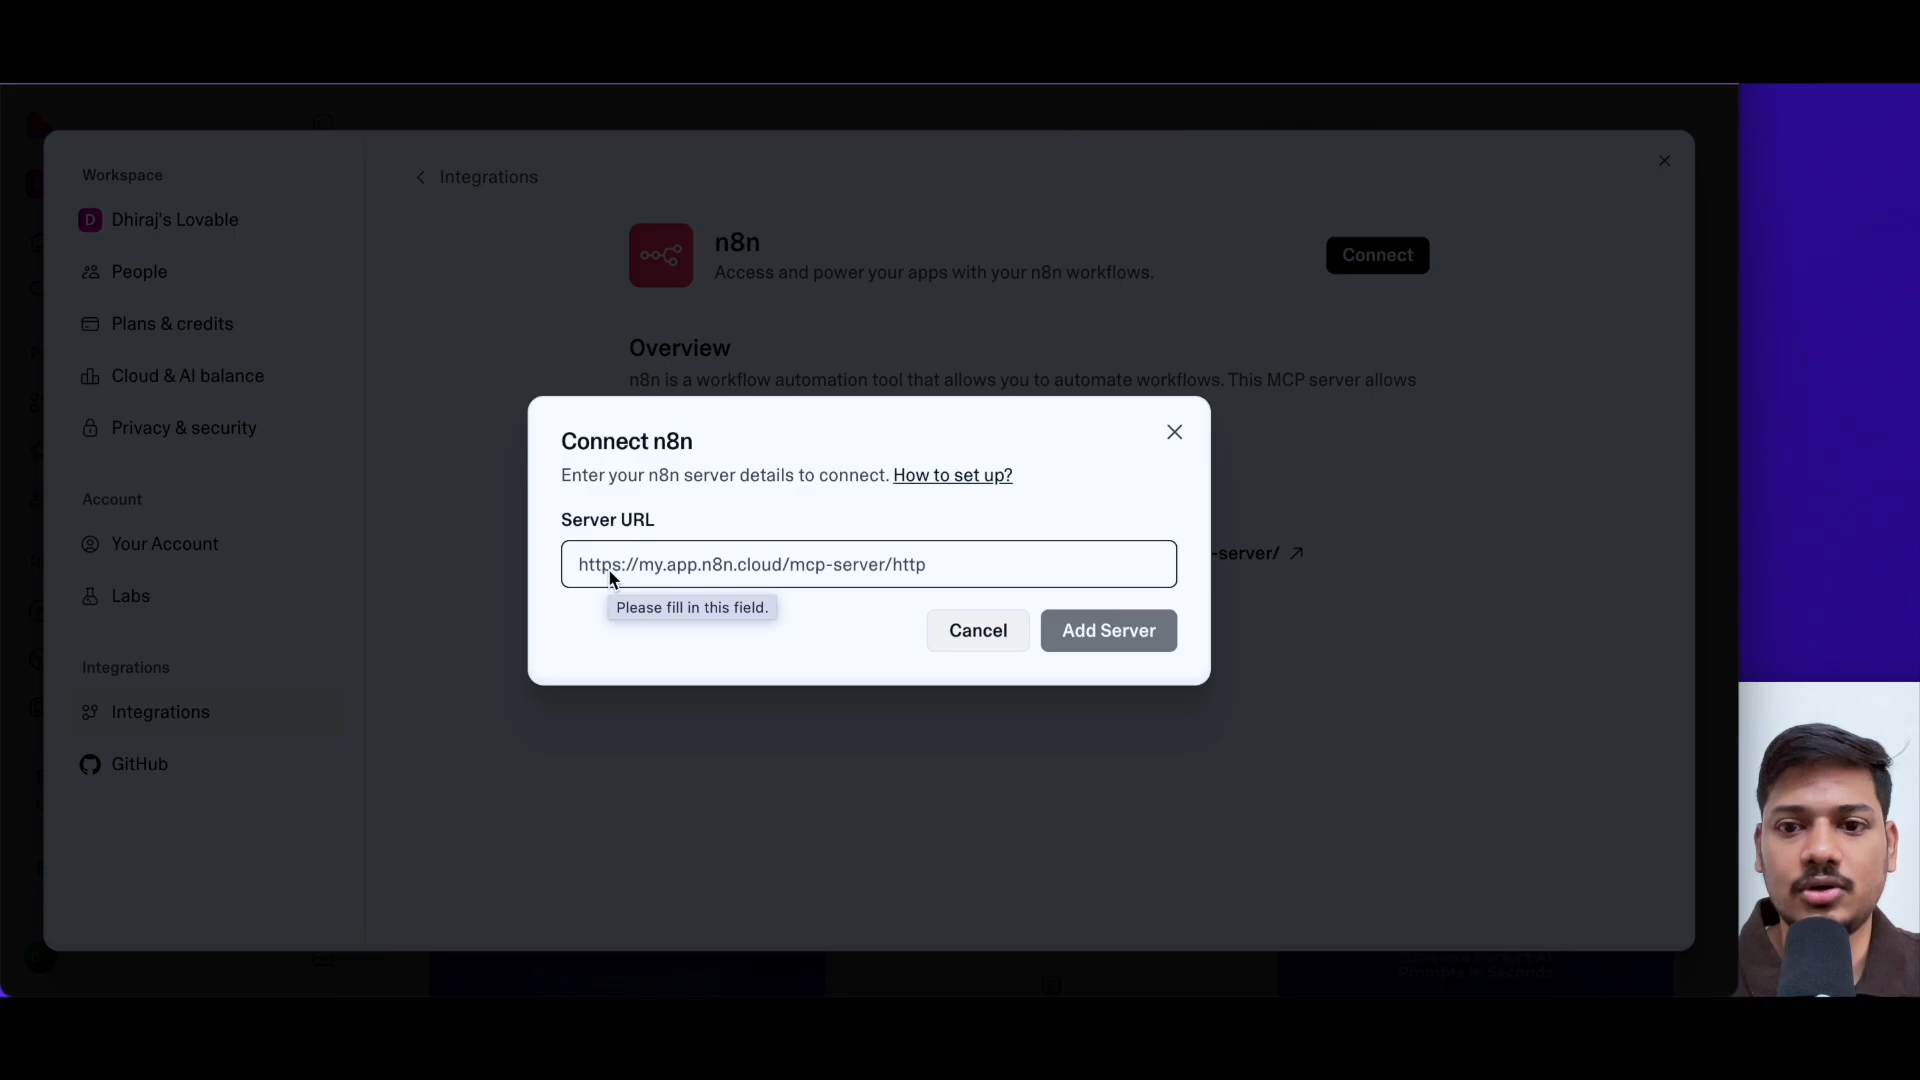 Workspace
D Dhiraj's Lovable
People
Plans & credits
Cloud & AI balance
Privacy & security
Account
Your Account
Labs
Integrations
Integrations
GitHub
Integrations
n8n
Access and power your apps with your n8n workflows.
Connect
Overview
n8n is a workflow automation tool that allows you to automate workflows. This MCP server allows
-server/
Connect n8n
Enter your n8n server details to connect. How to set up?
Server URL
https://my.app.n8n.cloud/mcp-server/http
Please fill in this field.
Cancel
Add Server
Prompts in Seconds